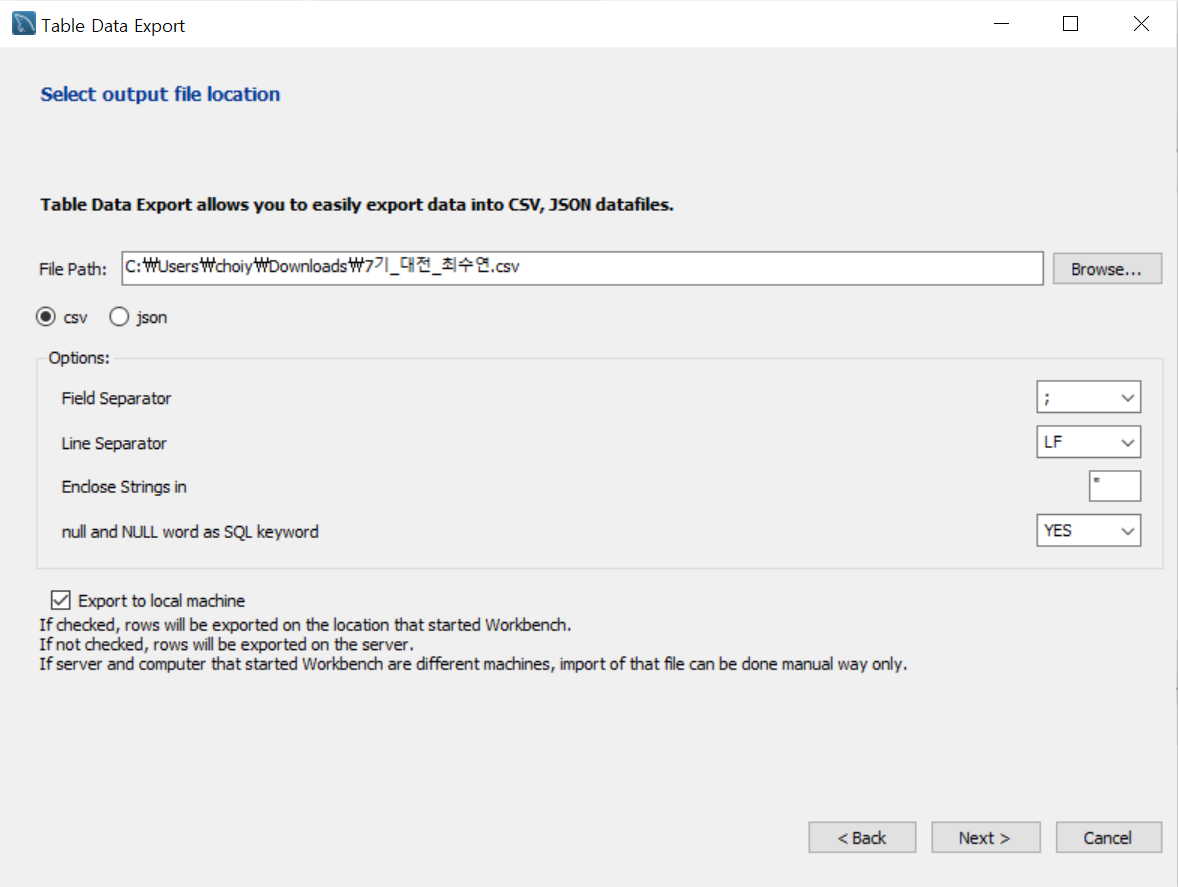 Table Data Export
Select output file location
Table Data Export allows you to easily export data into CSV, JSON datafiles.
File Path: C:₩Users₩choiy₩Downloads₩7기_대전_최수연.csv Browse...
csv json
Options:
Field Separator ;
Line Separator LF
Enclose Strings in "
null and NULL word as SQL keyword YES
Export to local machine
If checked, rows will be exported on the location that started Workbench.
If not checked, rows will be exported on the server.
If server and computer that started Workbench are different machines, import of that file can be done manual way only.
< Back Next > Cancel